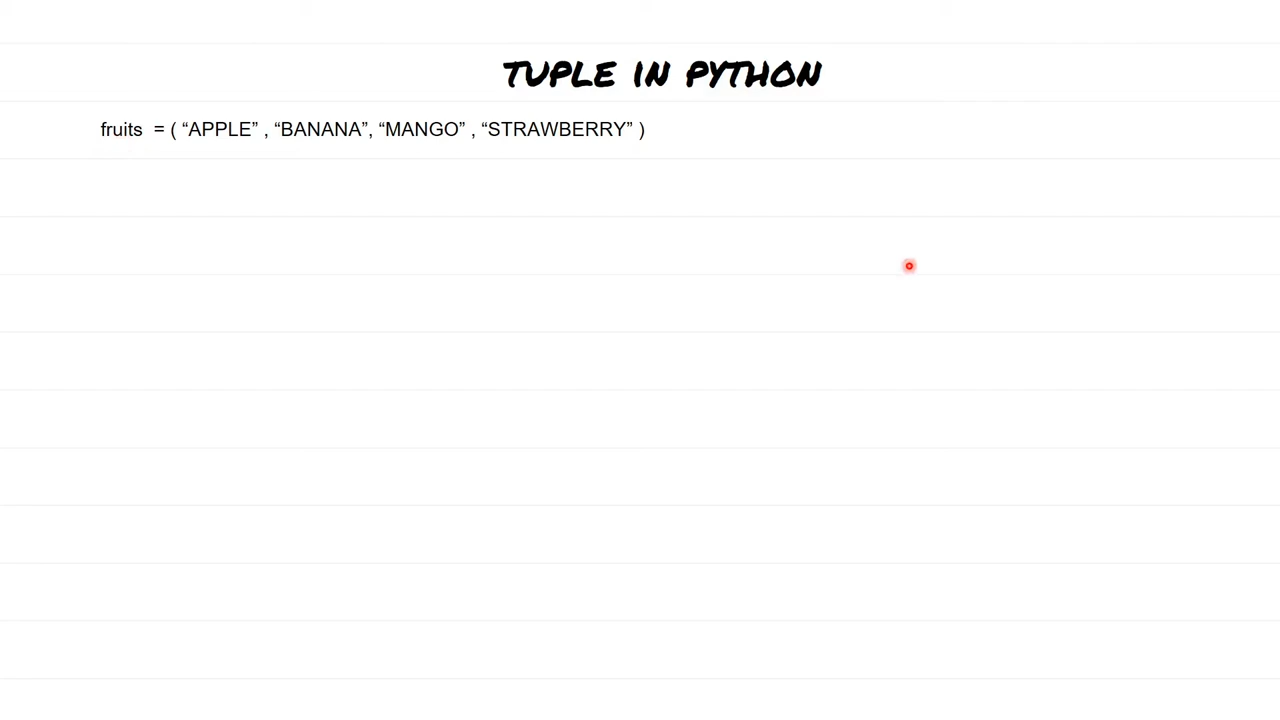 TUPLE IN PYTHON
fruits = ( “APPLE” , “BANANA”, “MANGO” , “STRAWBERRY” )